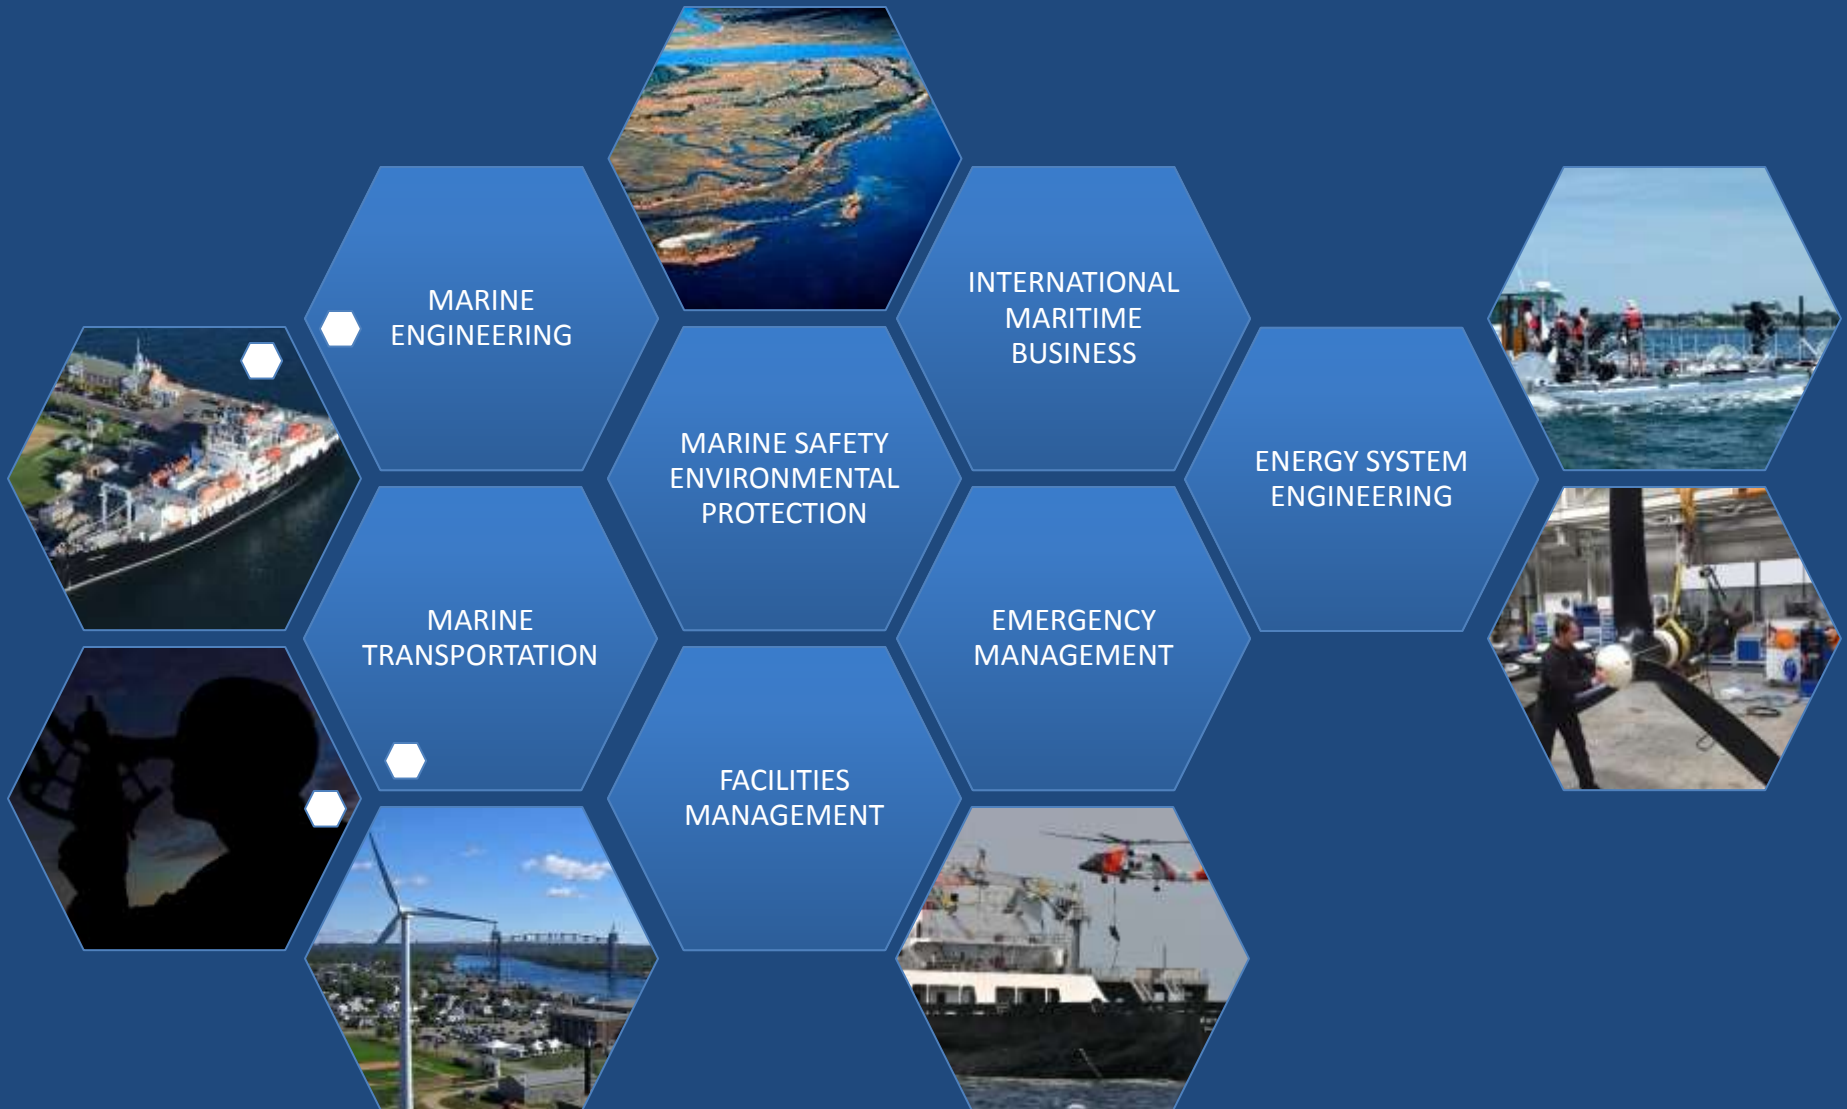 MARINE
ENGINEERING
INTERNATIONAL
MARITIME
BUSINESS
MARINE SAFETY
ENVIRONMENTAL
PROTECTION
ENERGY SYSTEM
ENGINEERING
MARINE
TRANSPORTATION
EMERGENCY
MANAGEMENT
FACILITIES
MANAGEMENT